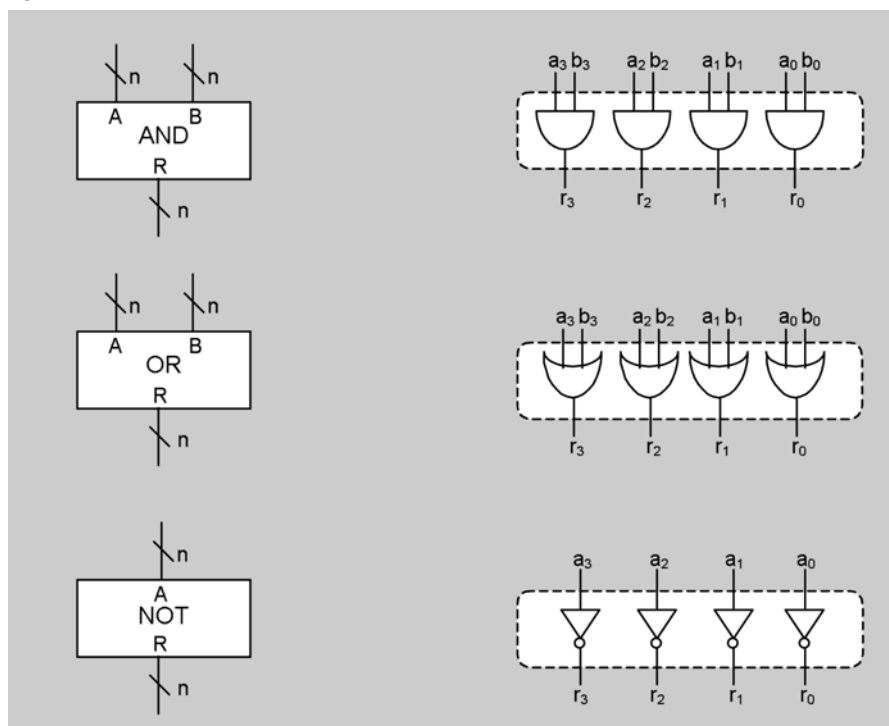 n n
A B
AND
R
n
a₃ b₃ a₂ b₂ a₁ b₁ a₀ b₀
r₃ r₂ r₁ r₀
n n
A B
OR
R
n
a₃ b₃ a₂ b₂ a₁ b₁ a₀ b₀
r₃ r₂ r₁ r₀
n
A
NOT
R
n
a₃ a₂ a₁ a₀
r₃ r₂ r₁ r₀